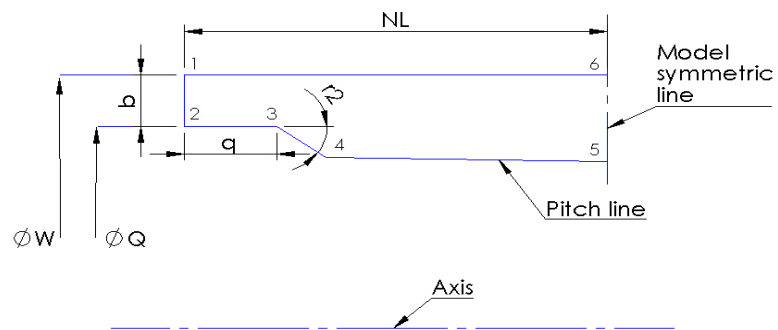 NL
1
6
Model
symmetric
line
b
r2
2
3
q
4
5
Pitch line
ØW
ØQ
Axis